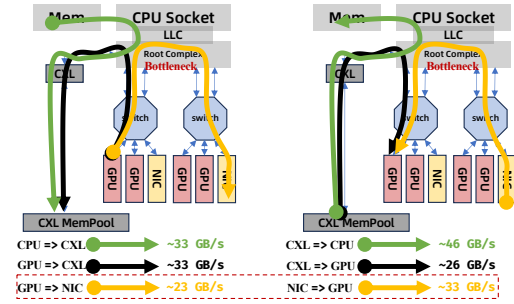 Mem
CPU Socket
LLC
Root Complex
Bottleneck
CXL
switch
switch
GPU
GPU
NIC
GPU
GPU
NIC
CXL MemPool
CPU => CXL ~33 GB/s
GPU => CXL ~33 GB/s
GPU => NIC ~23 GB/s
Mem
CPU Socket
LLC
Root Complex
Bottleneck
CXL
switch
switch
GPU
GPU
NIC
GPU
GPU
NIC
CXL MemPool
CXL => CPU ~46 GB/s
CXL => GPU ~26 GB/s
NIC => GPU ~33 GB/s